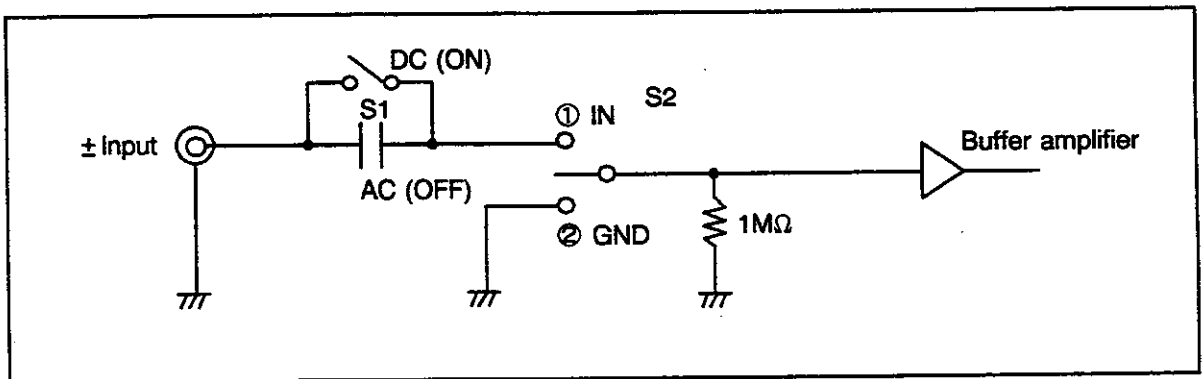 DC (ON)
S1
S2
① IN
± Input
Buffer amplifier
AC (OFF)
② GND
1MΩ